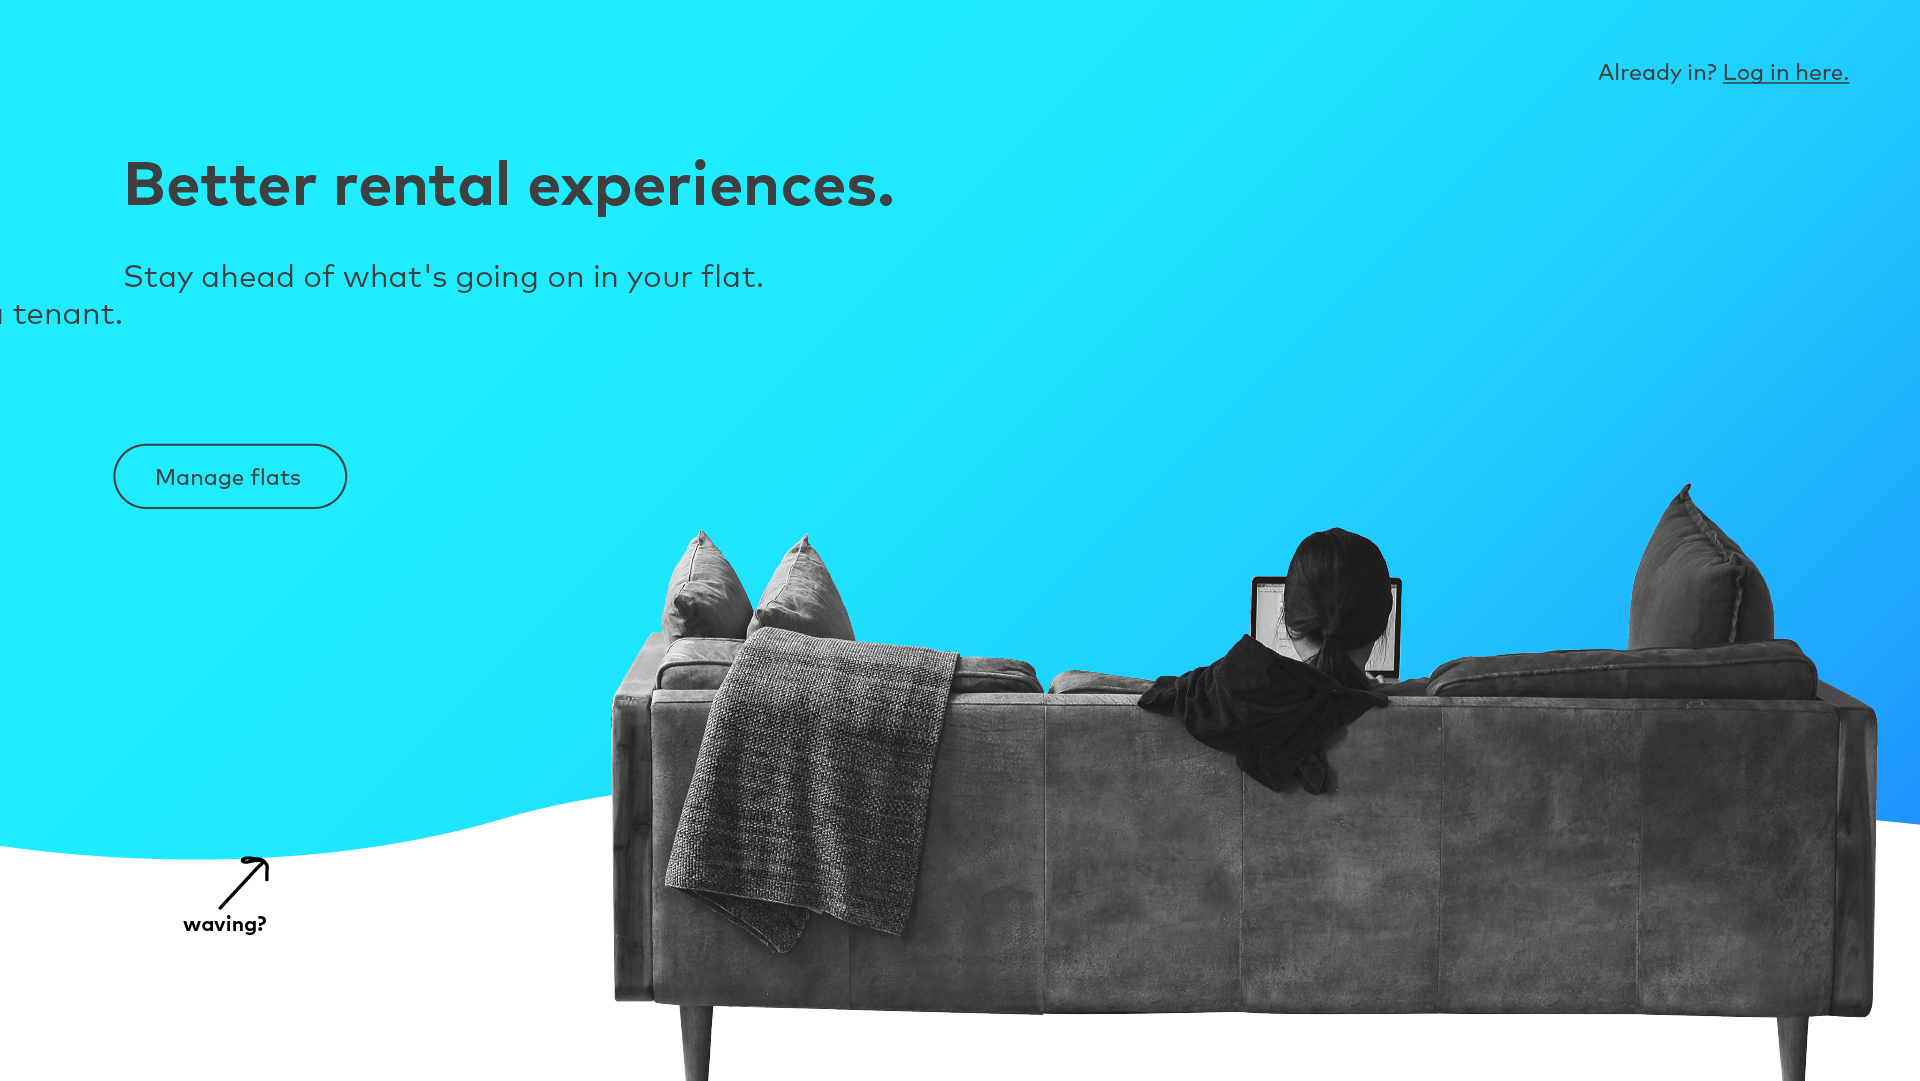 Already in? Log in here.
Better rental experiences.
Stay ahead of what's going on in your flat.
tenant.
Manage flats
waving?